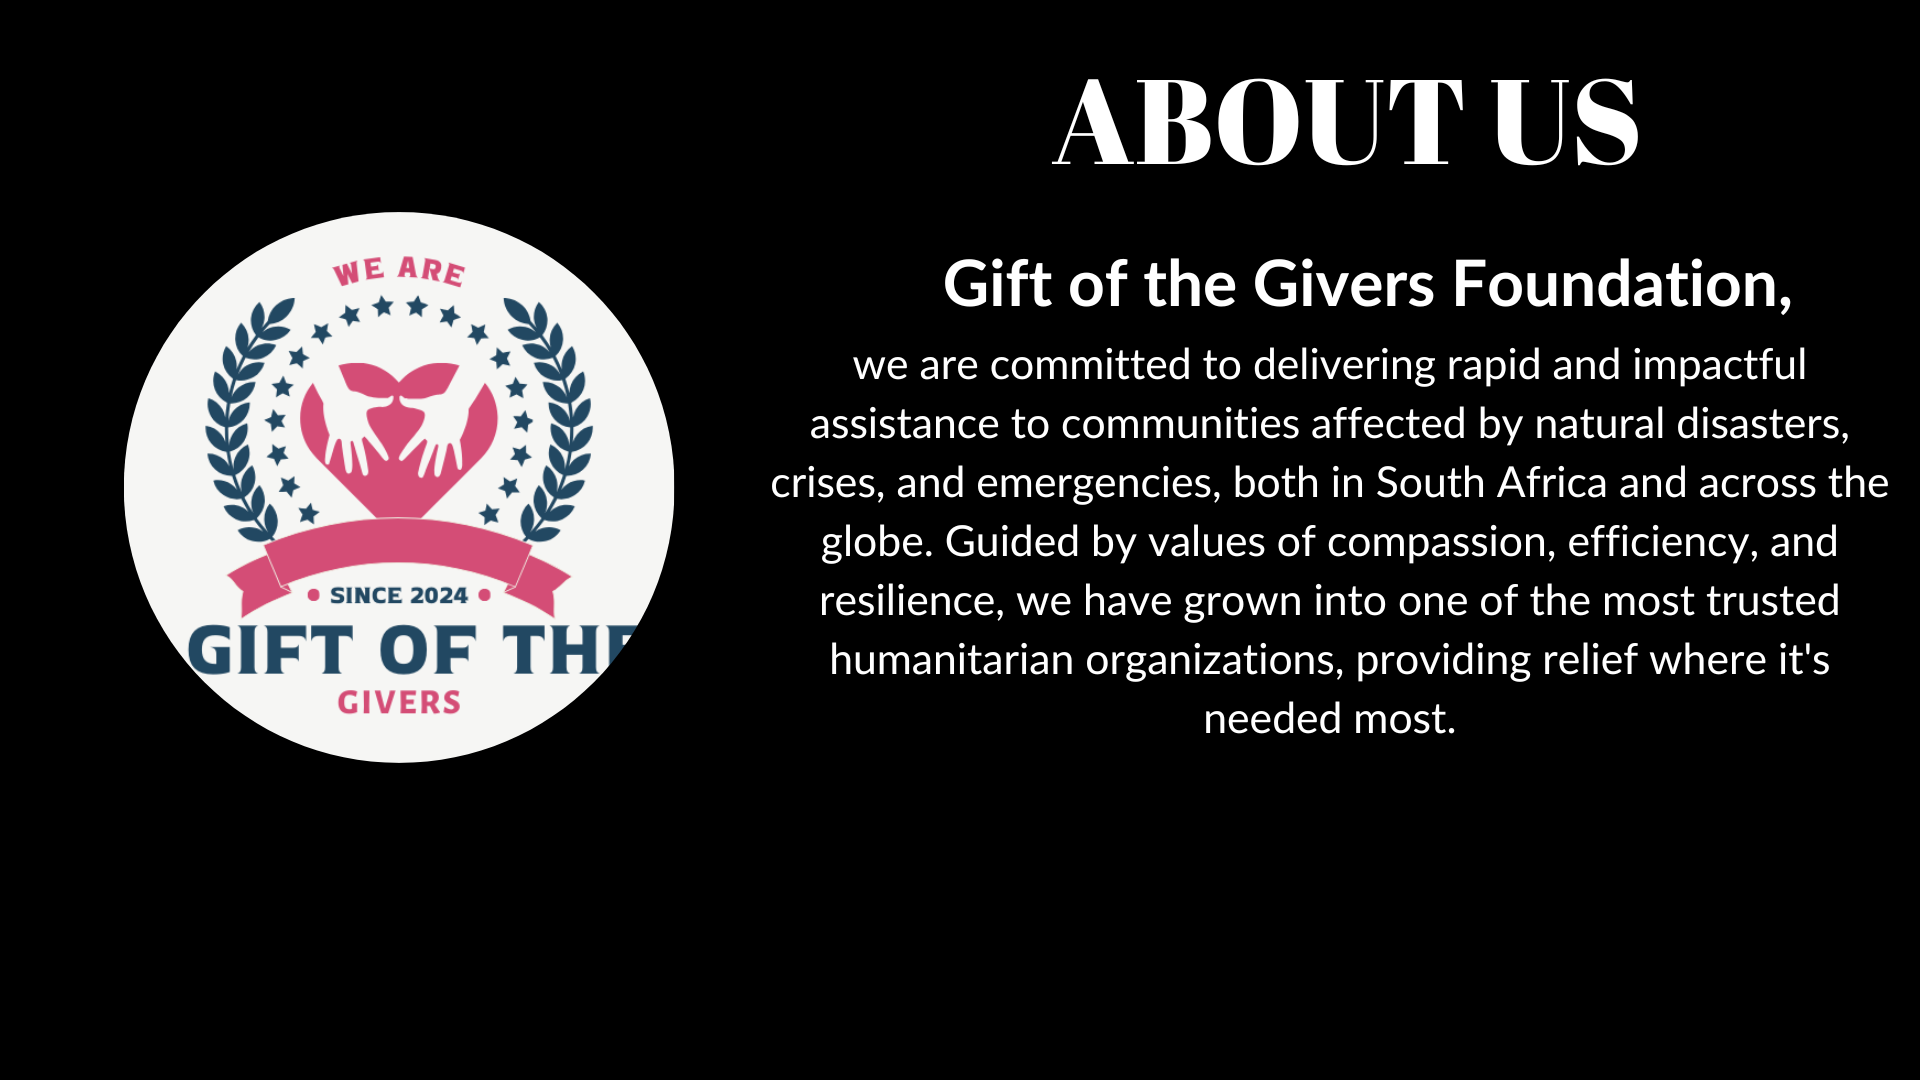 ABOUT US
Gift of the Givers Foundation,
we are committed to delivering rapid and impactful
assistance to communities affected by natural disasters,
crises, and emergencies, both in South Africa and across the
globe. Guided by values of compassion, efficiency, and
resilience, we have grown into one of the most trusted
humanitarian organizations, providing relief where it's
needed most.
WE ARE
SINCE 2024
GIFT OF THE
GIVERS